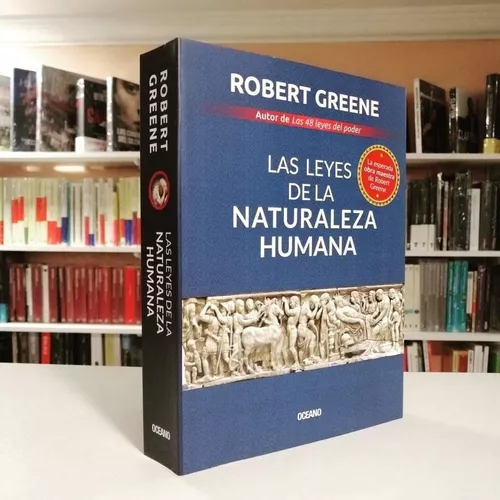 ROBERT GREENE
Autor de Las 48 leyes del poder
LAS LEYES
DE LA
NATURALEZA
HUMANA
La esperada
obra maestra
de Robert
Greene
OCEANO
ROBERT
GREENE
LAS LEYES DE LA
NATURALEZA
HUMANA
OCEANO